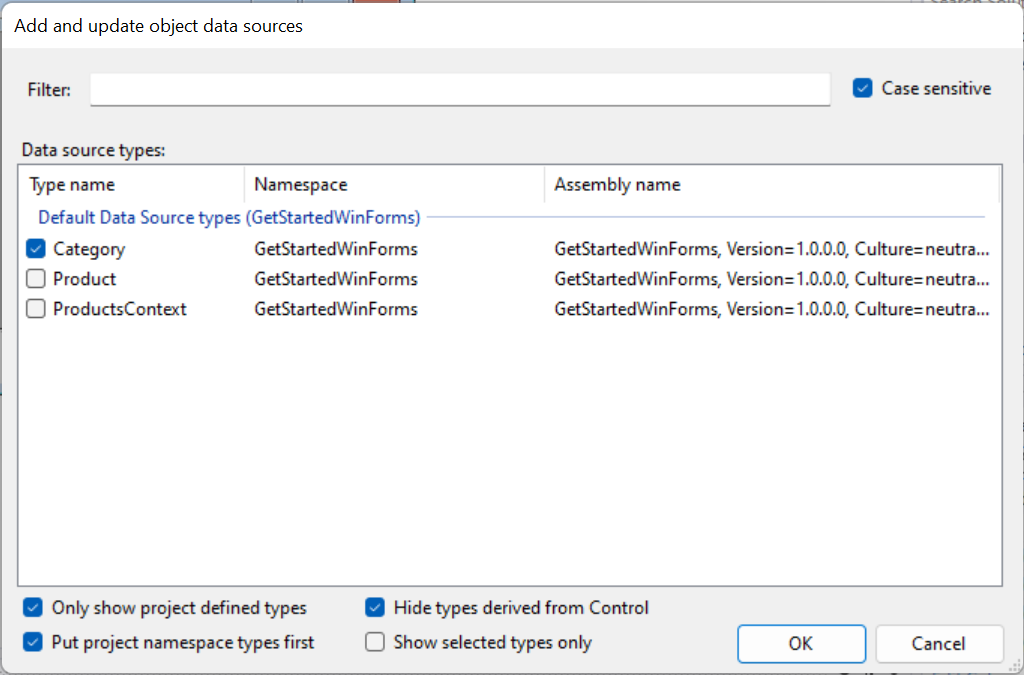 Add and update object data sources
Filter:
Case sensitive
Data source types:
Type name Namespace Assembly name
Default Data Source types (GetStartedWinForms)
Category GetStartedWinForms GetStartedWinForms, Version=1.0.0.0, Culture=neutra...
Product GetStartedWinForms GetStartedWinForms, Version=1.0.0.0, Culture=neutra...
ProductsContext GetStartedWinForms GetStartedWinForms, Version=1.0.0.0, Culture=neutra...
Only show project defined types Hide types derived from Control
Put project namespace types first Show selected types only OK Cancel